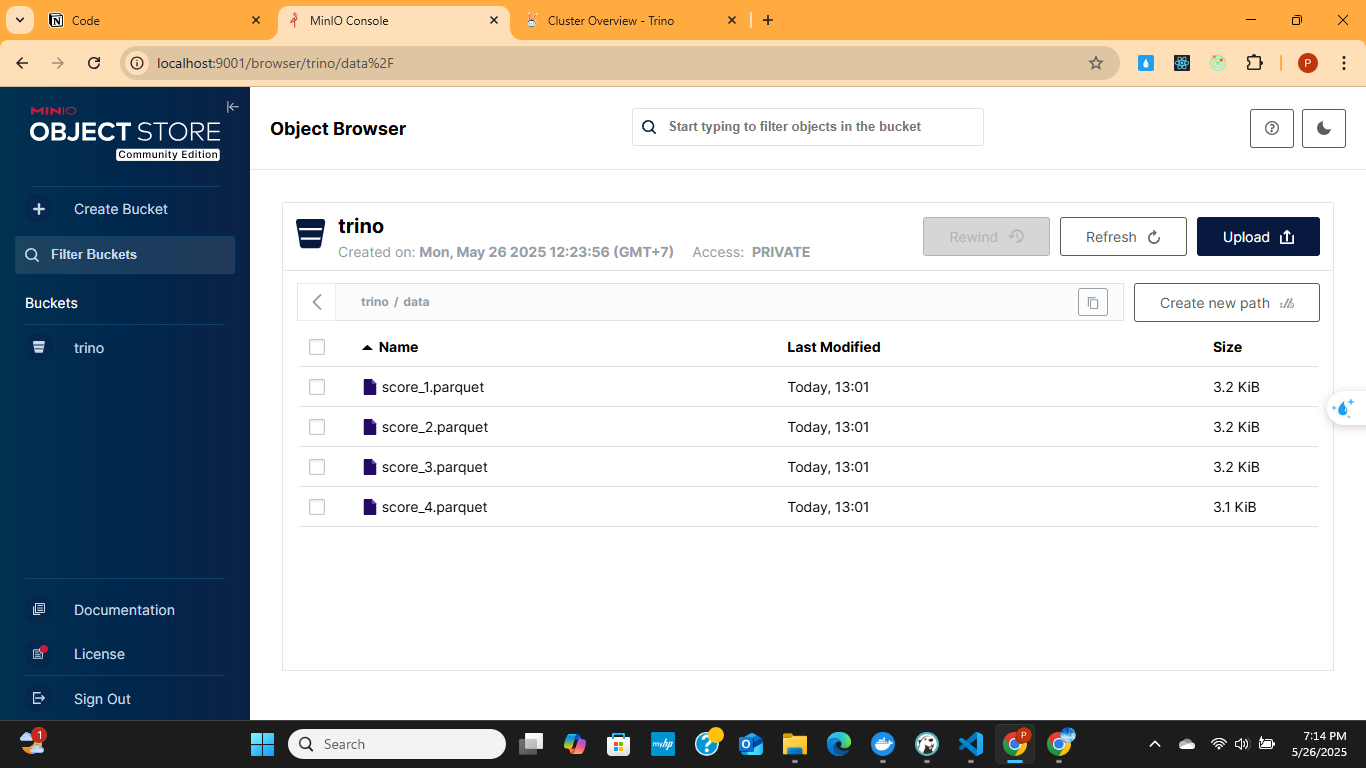 Code
MinIO Console
Cluster Overview - Trino
localhost:9001/browser/trino/data%2F
P
MINIO
OBJECT STORE
Community Edition
Create Bucket
Filter Buckets
Buckets
trino
Documentation
License
Sign Out
Object Browser
Start typing to filter objects in the bucket
trino
Created on: Mon, May 26 2025 12:23:56 (GMT+7) Access: PRIVATE
Rewind
Refresh
Upload
trino / data
Create new path
Name Last Modified Size
score_1.parquet Today, 13:01 3.2 KiB
score_2.parquet Today, 13:01 3.2 KiB
score_3.parquet Today, 13:01 3.2 KiB
score_4.parquet Today, 13:01 3.1 KiB
1
Search
myhp
P
7:14 PM
5/26/2025